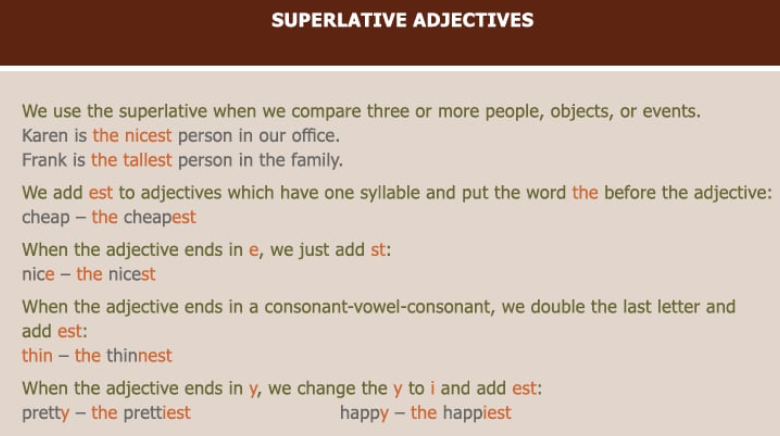 SUPERLATIVE ADJECTIVES
We use the superlative when we compare three or more people, objects, or events.
Karen is the nicest person in our office.
Frank is the tallest person in the family.
We add est to adjectives which have one syllable and put the word the before the adjective:
cheap – the cheapest
When the adjective ends in e, we just add st:
nice – the nicest
When the adjective ends in a consonant-vowel-consonant, we double the last letter and
add est:
thin – the thinnest
When the adjective ends in y, we change the y to i and add est:
pretty – the prettiest happy – the happiest